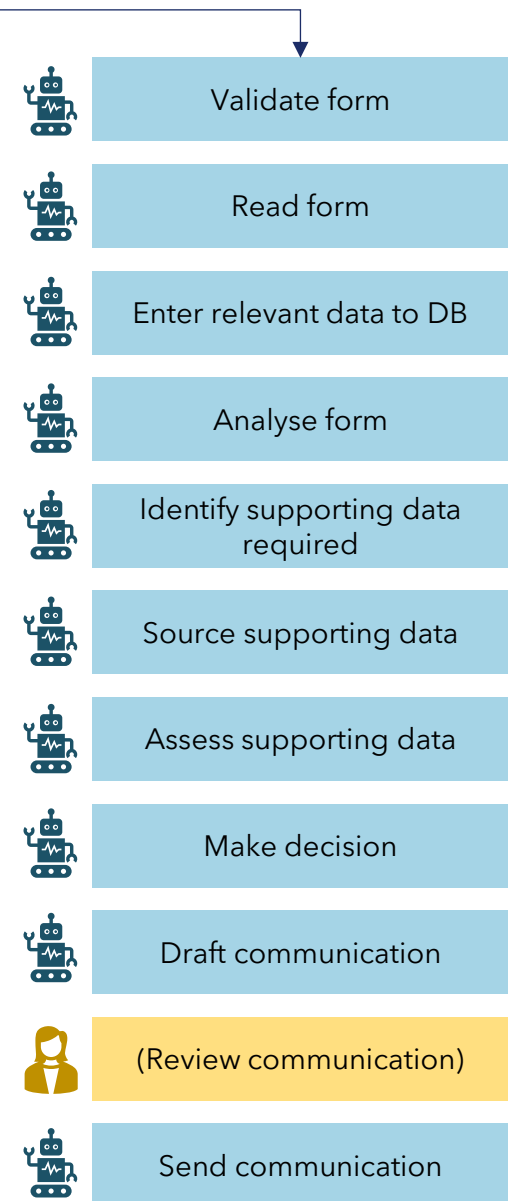 Validate form
Read form
Enter relevant data to DB
Analyse form
Identify supporting data
required
Source supporting data
Assess supporting data
Make decision
Draft communication
(Review communication)
Send communication